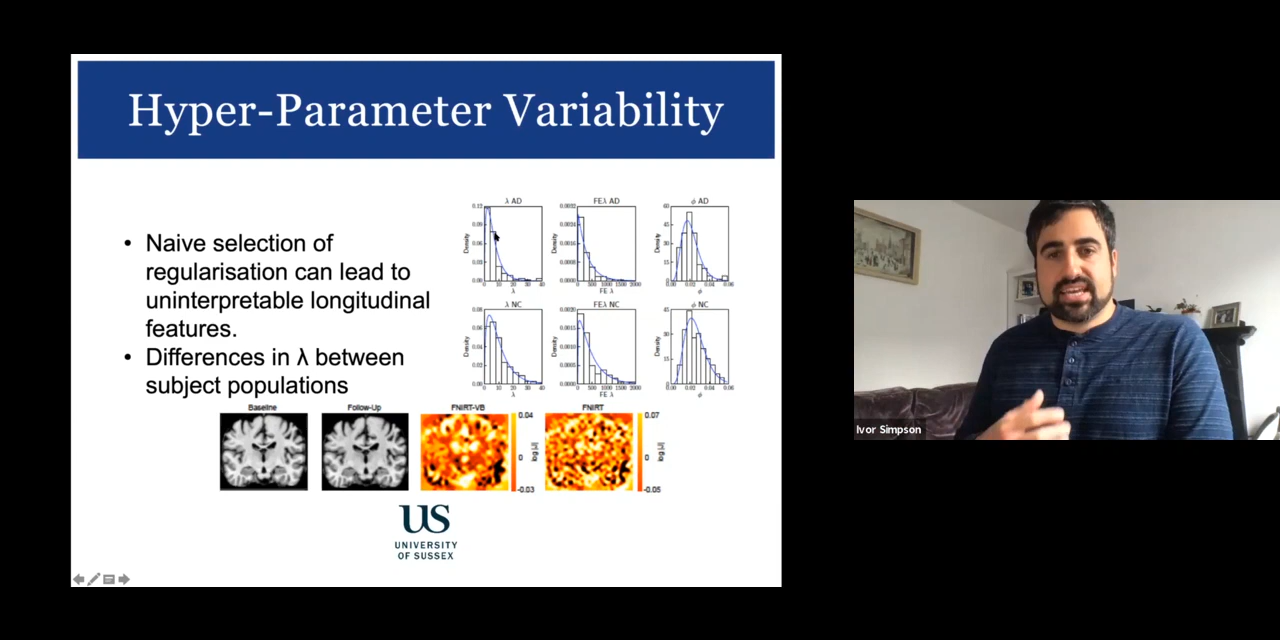 Hyper-Parameter Variability
• Naive selection of
regularisation can lead to
uninterpretable longitudinal
features.
• Differences in λ between
subject populations
λ AD
FEλ AD
ϕ AD
Density
Density
Density
λ
FE λ
ϕ
λ NC
FEλ NC
ϕ NC
Density
Density
Density
λ
FE λ
ϕ
Baseline
Follow-Up
FNIRT-VB
FNIRT
0.04
0
-0.03
log |J|
0.07
0
-0.05
log |J|
US
UNIVERSITY
OF SUSSEX
Ivor Simpson